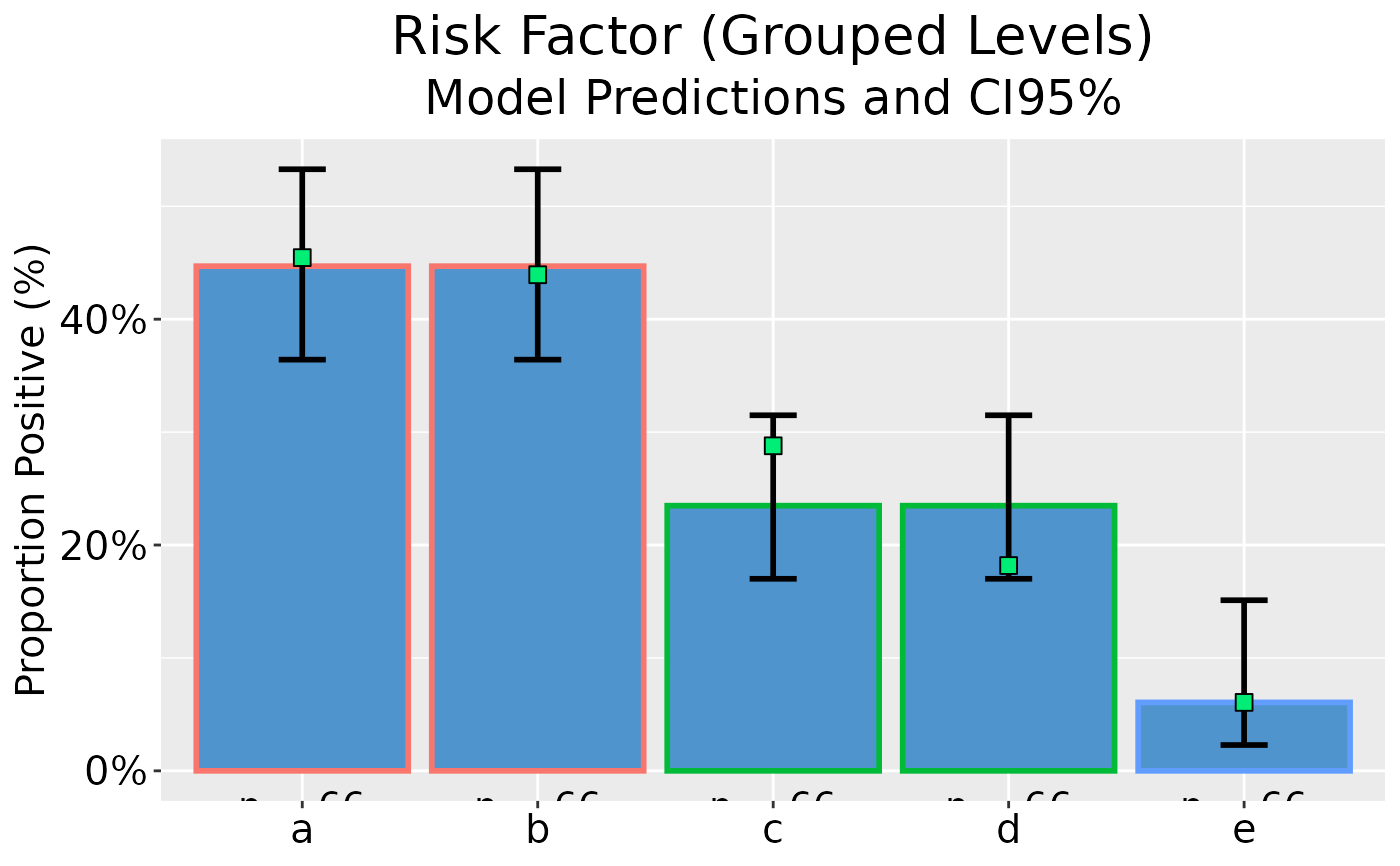 Risk Factor (Grouped Levels)
Model Predictions and CI95%
Proportion Positive (%)
40%
20%
0%
a b c d e